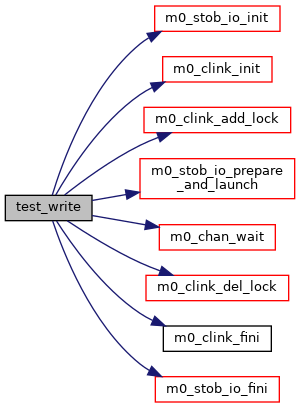 m0_stob_io_init
m0_clink_init
m0_clink_add_lock
m0_stob_io_prepare
_and_launch
test_write
m0_chan_wait
m0_clink_del_lock
m0_clink_fini
m0_stob_io_fini